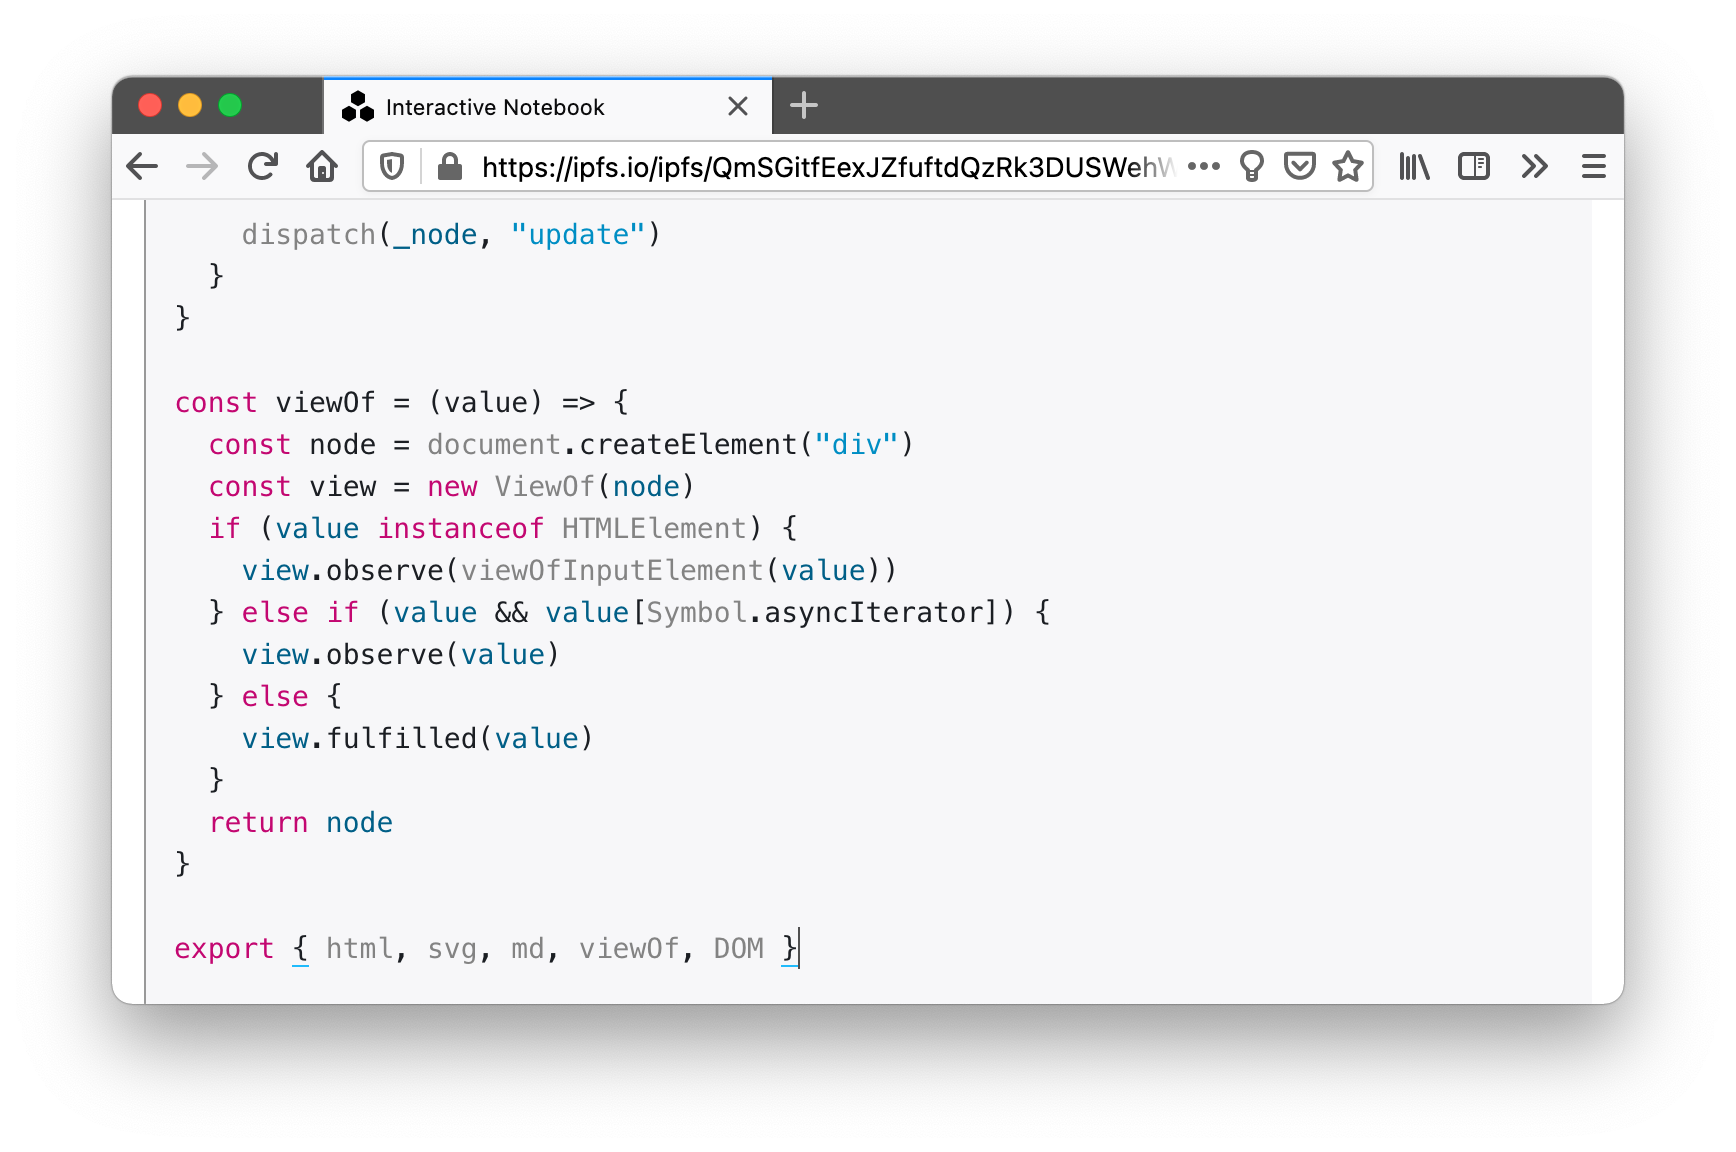 Interactive Notebook
https://ipfs.io/ipfs/QmSGitfEexJZfuftdQzRk3DUSWehW
dispatch(_node, "update")
}
}
const viewOf = (value) => {
const node = document.createElement("div")
const view = new ViewOf(node)
if (value instanceof HTMLElement) {
view.observe(viewOfInputElement(value))
} else if (value && value[Symbol.asyncIterator]) {
view.observe(value)
} else {
view.fulfilled(value)
}
return node
}
export { html, svg, md, viewOf, DOM }